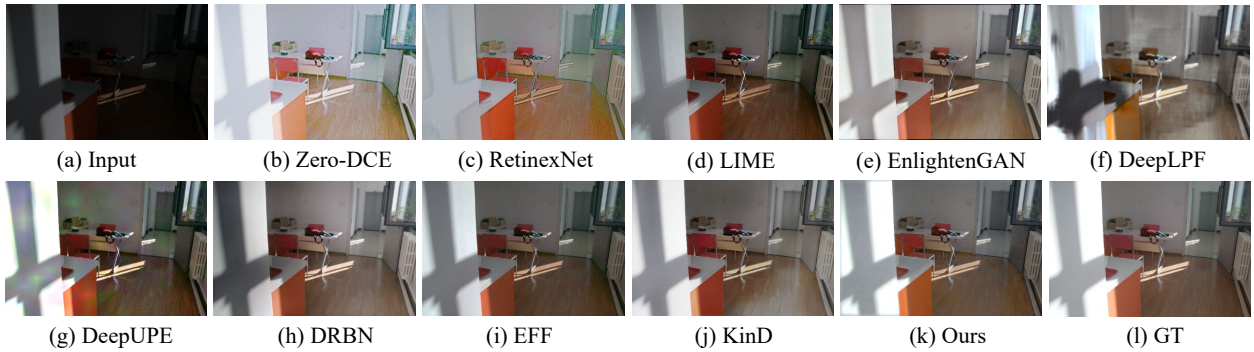 (a) Input (b) Zero-DCE (c) RetinexNet (d) LIME (e) EnlightenGAN (f) DeepLPF
(g) DeepUPE (h) DRBN (i) EFF (j) KinD (k) Ours (l) GT